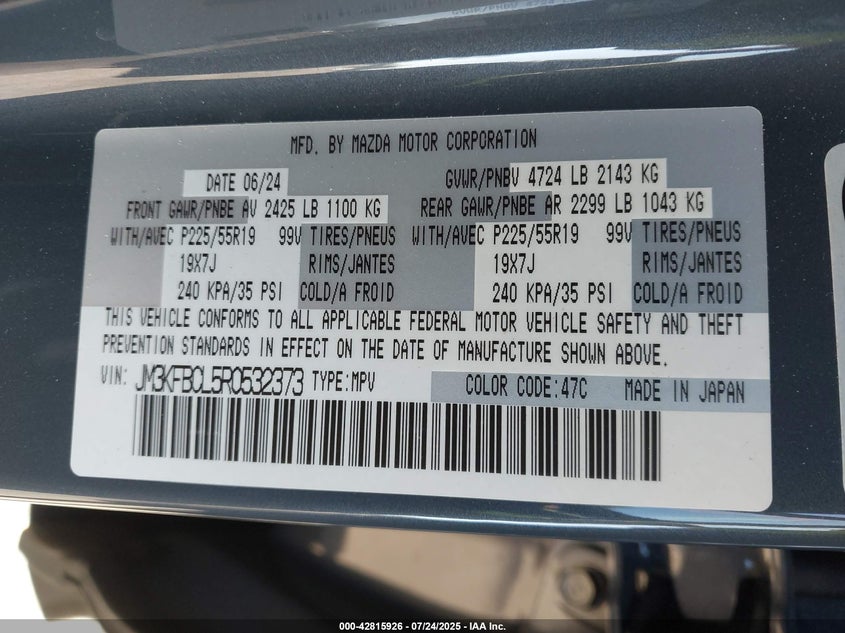 MFD. BY MAZDA MOTOR CORPORATION
DATE 06/24 GVWR/PNBV 4724 LB 2143 KG
FRONT GAWR/PNBE AV 2425 LB 1100 KG REAR GAWR/PNBE AR 2299 LB 1043 KG
WITH/AVEC P225/55R19 99V TIRES/PNEUS WITH/AVEC P225/55R19 99V TIRES/PNEUS
19X7J RIMS/JANTES 19X7J RIMS/JANTES
240 KPA/35 PSI COLD/A FROID 240 KPA/35 PSI COLD/A FROID
THIS VEHICLE CONFORMS TO ALL APPLICABLE FEDERAL MOTOR VEHICLE SAFETY AND THEFT
PREVENTION STANDARDS IN EFFECT ON THE DATE OF MANUFACTURE SHOWN ABOVE.
VIN: JM3KFBCL5R0532373 TYPE:MPV COLOR CODE:47C MADE IN JAPAN
000-42815926 - 07/24/2025 - IAA Inc.